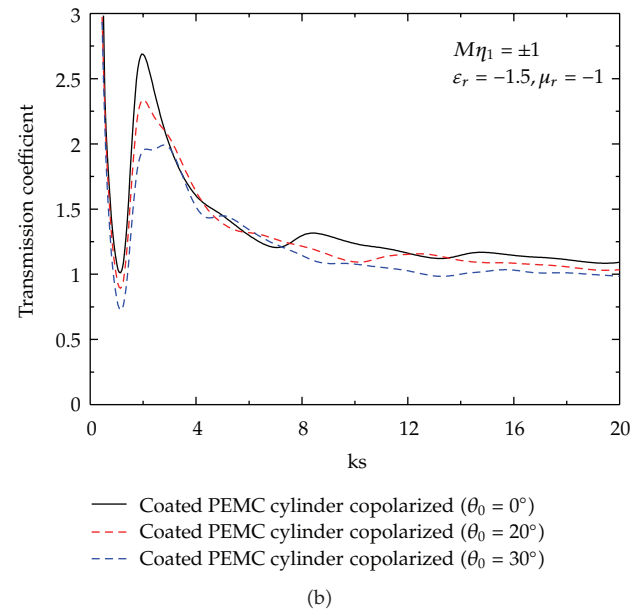 3
2.5
2
1.5
1
0.5
0
Transmission coefficient
Mη₁ = ±1
εᵣ = −1.5, μᵣ = −1
0 4 8 12 16 20
ks
Coated PEMC cylinder copolarized (θ₀ = 0°)
Coated PEMC cylinder copolarized (θ₀ = 20°)
Coated PEMC cylinder copolarized (θ₀ = 30°)
(b)